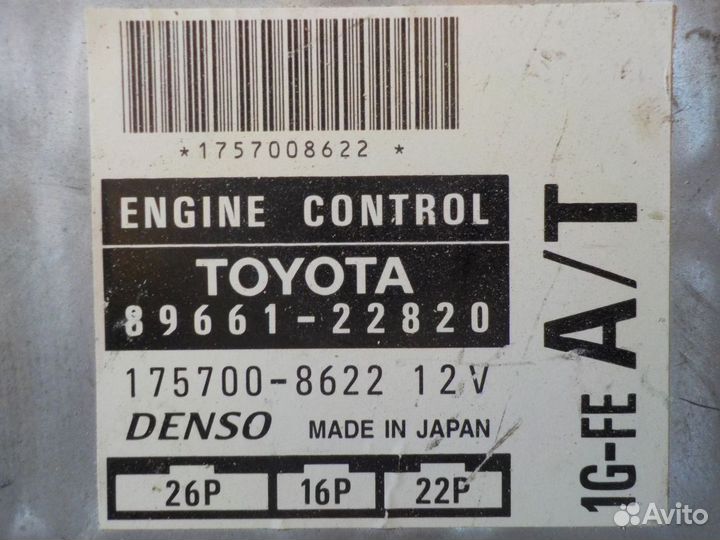 *1757008622 *
ENGINE CONTROL
TOYOTA
89661-22820
175700-8622 12V
DENSO MADE IN JAPAN
26P 16P 22P
1G-FE A/T
Avito